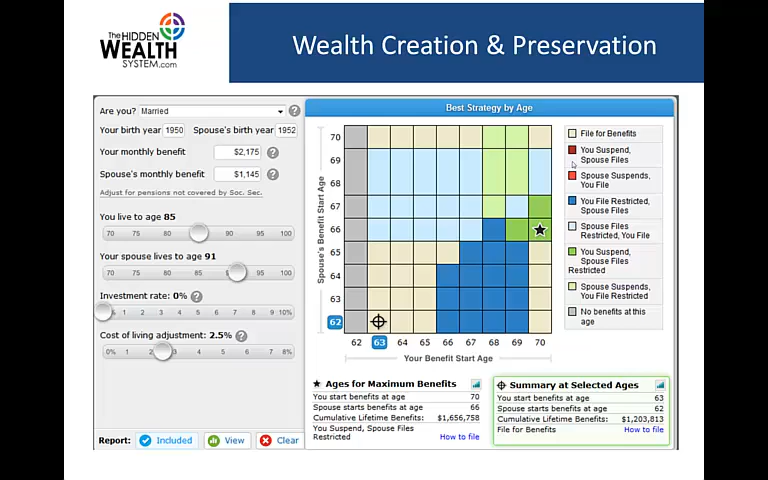 The HIDDEN
WEALTH
SYSTEM.com
Wealth Creation & Preservation
Are you? Married
Your birth year 1950 Spouse's birth year 1952
Your monthly benefit $2,175
Spouse's monthly benefit $1,145
Adjust for pensions not covered by Soc. Sec.
You live to age 85
70 75 80 90 95 100
Your spouse lives to age 91
70 75 80 85 95 100
Investment rate: 0%
% 1 2 3 4 5 6 7 8 9 10%
Cost of living adjustment: 2.5%
0% 1 2 3 4 5 6 7 8%
Report: Included View Clear
Best Strategy by Age
Spouse's Benefit Start Age
70
69
68
67
66
65
64
63
62
62 63 64 65 66 67 68 69 70
Your Benefit Start Age
File for Benefits
You Suspend,
Spouse Files
Spouse Suspends,
You File
You File Restricted,
Spouse Files
Spouse Files
Restricted, You File
You Suspend,
Spouse Files
Restricted
Spouse Suspends,
You File Restricted
No benefits at this
age
Ages for Maximum Benefits
You start benefits at age 70
Spouse starts benefits at age 66
Cumulative Lifetime Benefits: $1,656,758
You Suspend, Spouse Files
Restricted How to file
Summary at Selected Ages
You start benefits at age 63
Spouse starts benefits at age 62
Cumulative Lifetime Benefits: $1,203,813
File for Benefits How to file